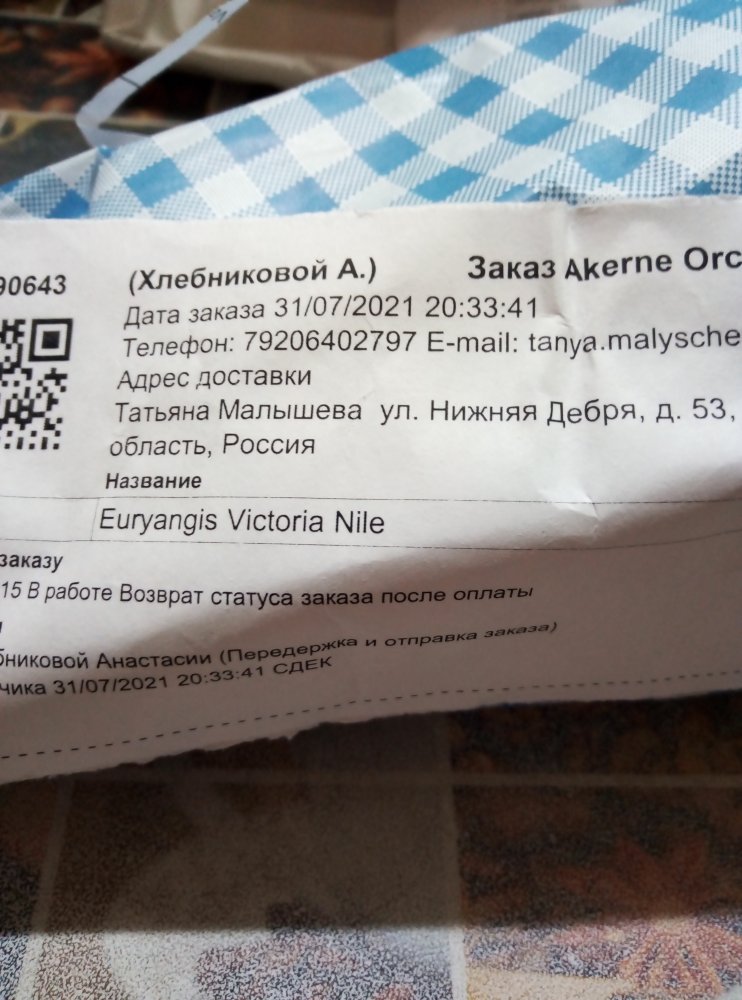 90643 (Хлебниковой А.) Заказ Akerne Orc
Дата заказа 31/07/2021 20:33:41
Телефон: 79206402797 E-mail: tanya.malysche
Адрес доставки
Татьяна Малышева ул. Нижняя Дебря, д. 53,
область, Россия
Название
Euryangis Victoria Nile
заказу
15 В работе Возврат статуса заказа после оплаты
бниковой Анастасии (Передержка и отправка заказа)
чика 31/07/2021 20:33:41 СДЕК